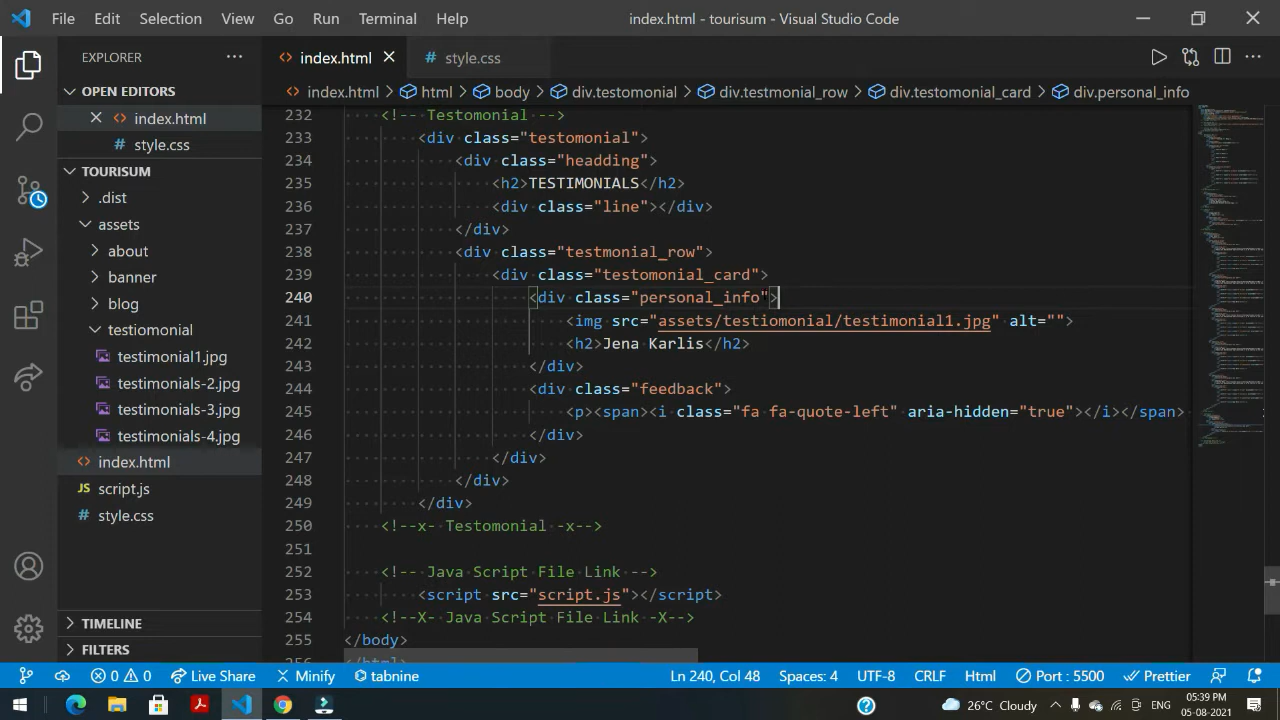 File Edit Selection View Go Run Terminal Help index.html - tourisum - Visual Studio Code
EXPLORER
OPEN EDITORS
index.html
style.css
TOURISUM
.dist
assets
about
banner
blog
testiomonial
testimonial1.jpg
testimonials-2.jpg
testimonials-3.jpg
testimonials-4.jpg
index.html
script.js
style.css
TIMELINE
FILTERS
index.html style.css
index.html html body div.testomonial div.testmonial_row div.testomonial_card div.personal_info
232 <!-- Testomonial -->
233 <div class="testomonial">
234 <div class="headding">
235 <h2 TESTIMONALS</h2>
236 <div class="line"></div>
237 </div>
238 <div class="testmonial_row">
239 <div class="testomonial_card">
240 <div class="personal_info">
241 <img src="assets/testiomonial/testimonial1.jpg" alt="">
242 <h2>Jena Karlis</h2>
243 </div>
244 <div class="feedback">
245 <p><span><i class="fa fa-quote-left" aria-hidden="true"></i></span>
246 </div>
247 </div>
248 </div>
249 </div>
250 <!--x- Testomonial -x-->
251
252 <!-- Java Script File Link -->
253 <script src="script.js"></script>
254 <!--X- Java Script File Link -X-->
255 </body>
256 </html>
0 0 Live Share Minify tabnine Ln 240, Col 48 Spaces: 4 UTF-8 CRLF Html Port : 5500 Prettier
26°C Cloudy ENG 05:39 PM
05-08-2021